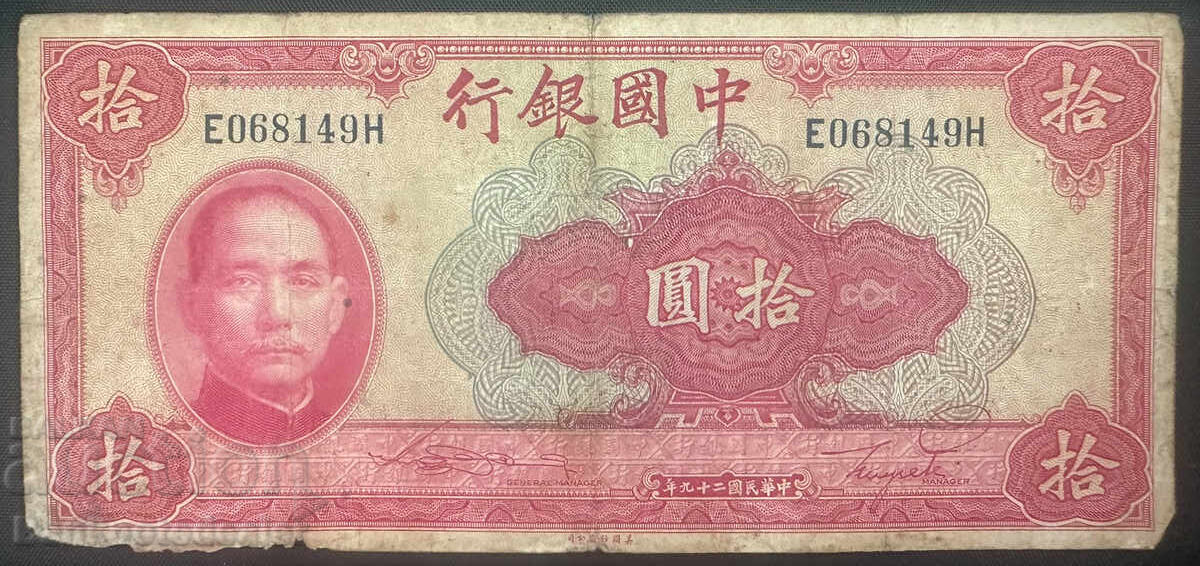 拾 拾
中國銀行
E068149H E068149H
拾圓
GENERAL MANAGER MANAGER
中華民國二十九年
拾 拾